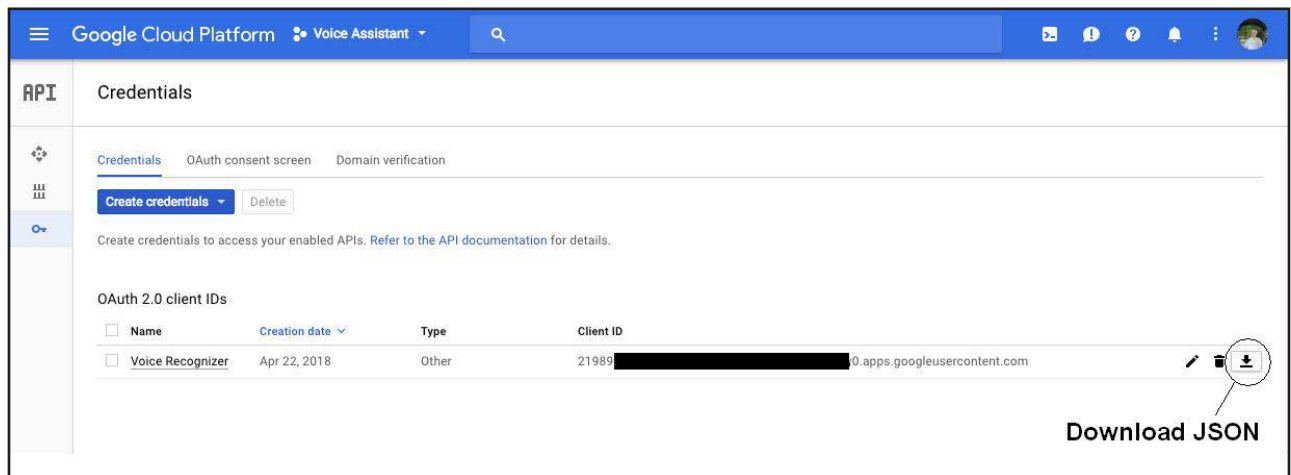 Google Cloud Platform Voice Assistant
API Credentials
Credentials OAuth consent screen Domain verification
Create credentials Delete
Create credentials to access your enabled APIs. Refer to the API documentation for details.
OAuth 2.0 client IDs
Name Creation date Type Client ID
Voice Recognizer Apr 22, 2018 Other 21989 0.apps.googleusercontent.com
Download JSON